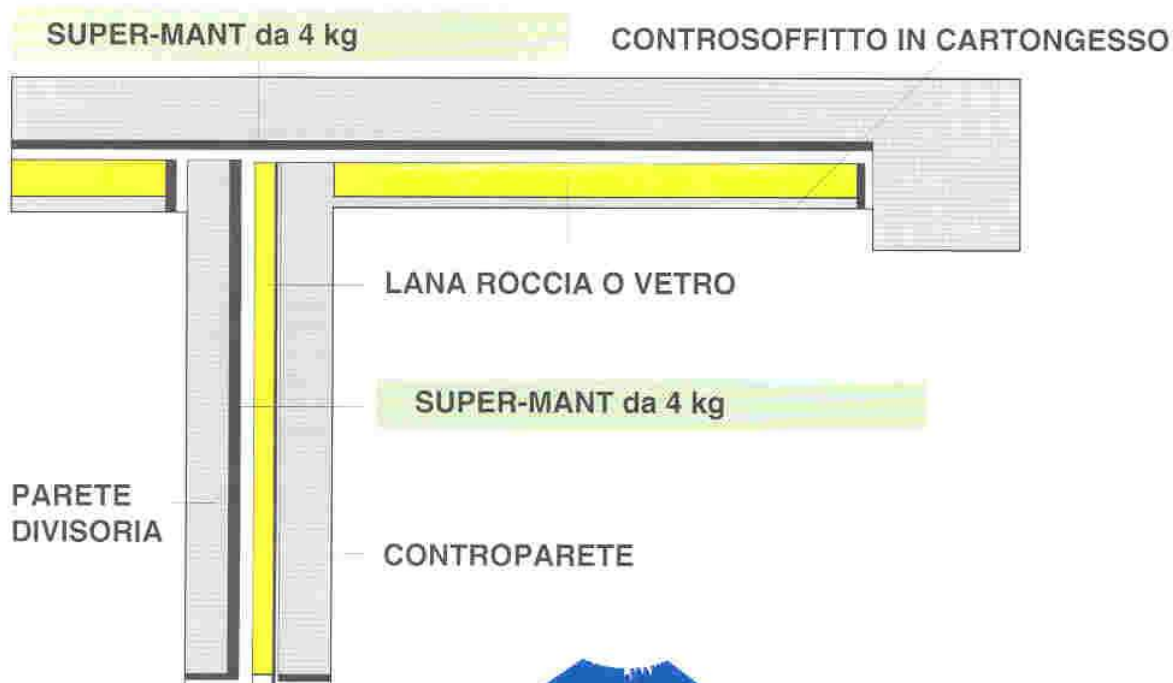 SUPER-MANT da 4 kg
CONTROSOFFITTO IN CARTONGESSO
LANA ROCCIA O VETRO
SUPER-MANT da 4 kg
PARETE
DIVISORIA
CONTROPARETE